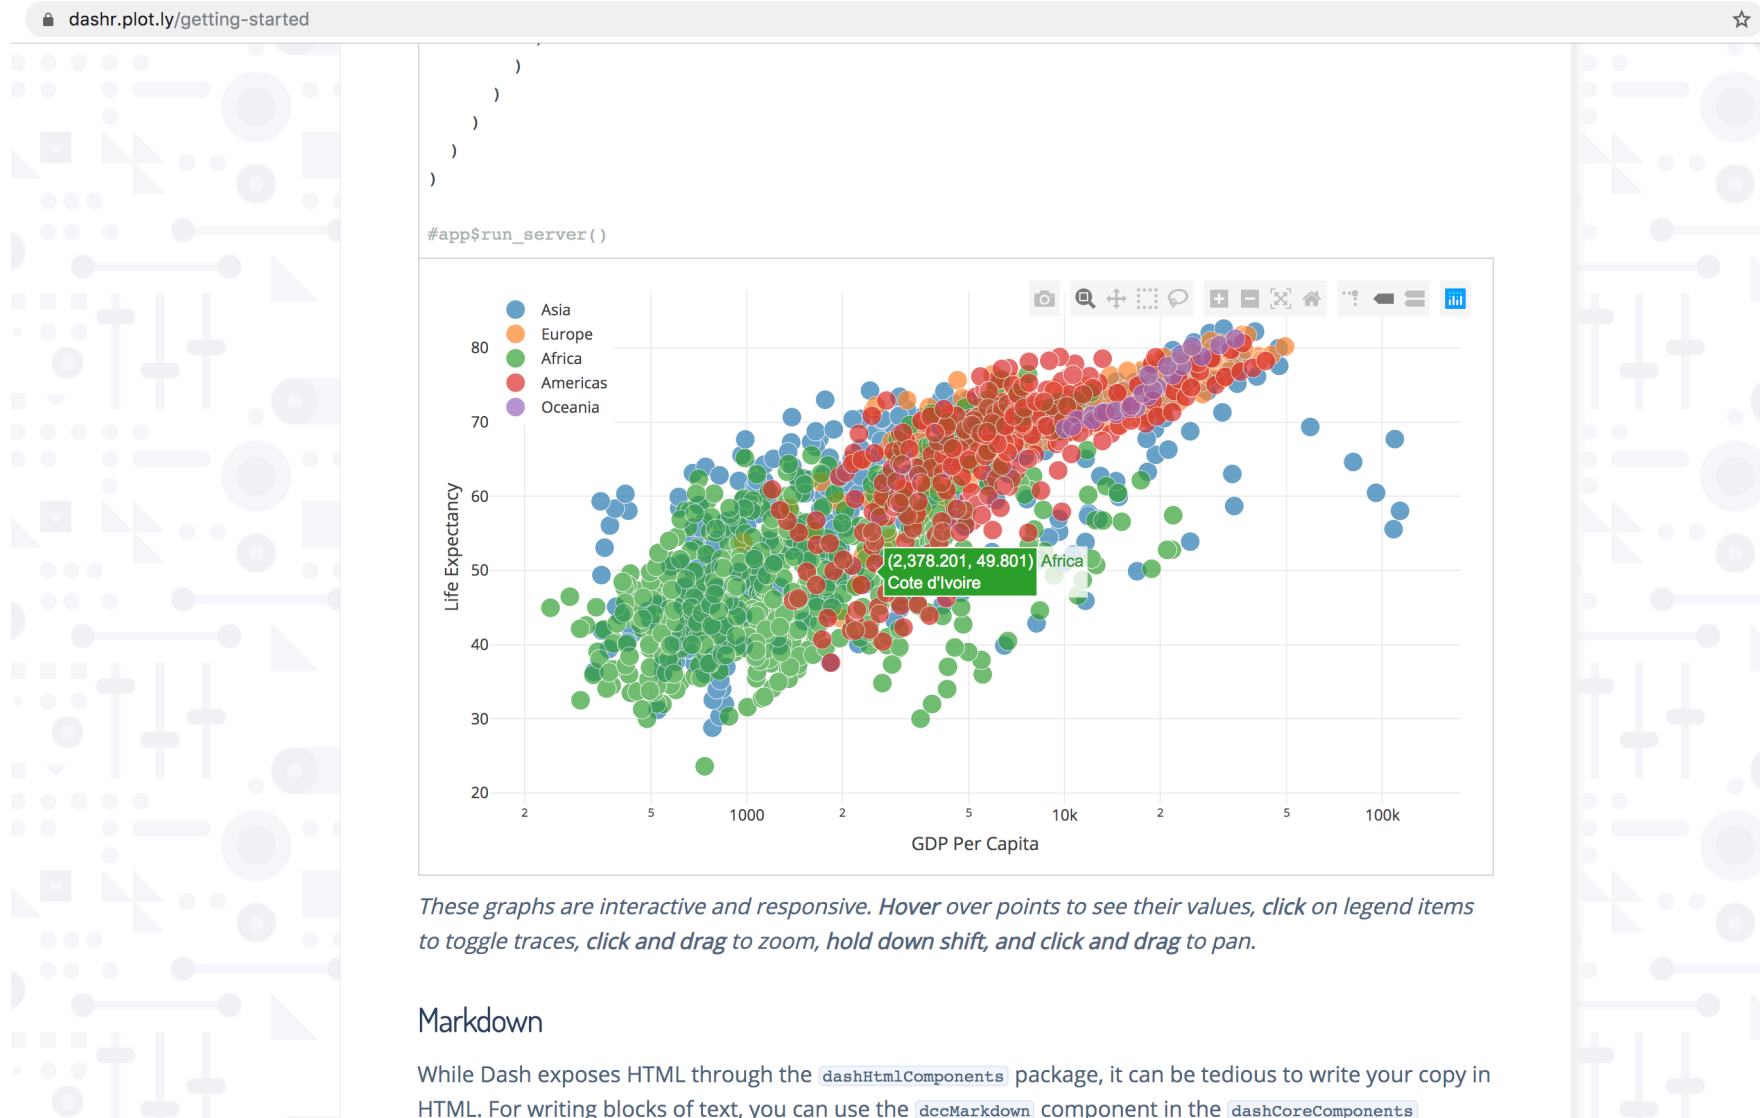 dashr.plot.ly/getting-started
)
)
)
)
)
#app$run_server()
Asia
Europe
Africa
Americas
Oceania
80
70
60
50
40
30
20
Life Expectancy
(2,378.201, 49.801) Africa
Cote d'Ivoire
2 5 1000 2 5 10k 2 5 100k
GDP Per Capita
These graphs are interactive and responsive. Hover over points to see their values, click on legend items
to toggle traces, click and drag to zoom, hold down shift, and click and drag to pan.
Markdown
While Dash exposes HTML through the dashHtmlComponents package, it can be tedious to write your copy in
HTML. For writing blocks of text, you can use the dccMarkdown component in the dashCoreComponents